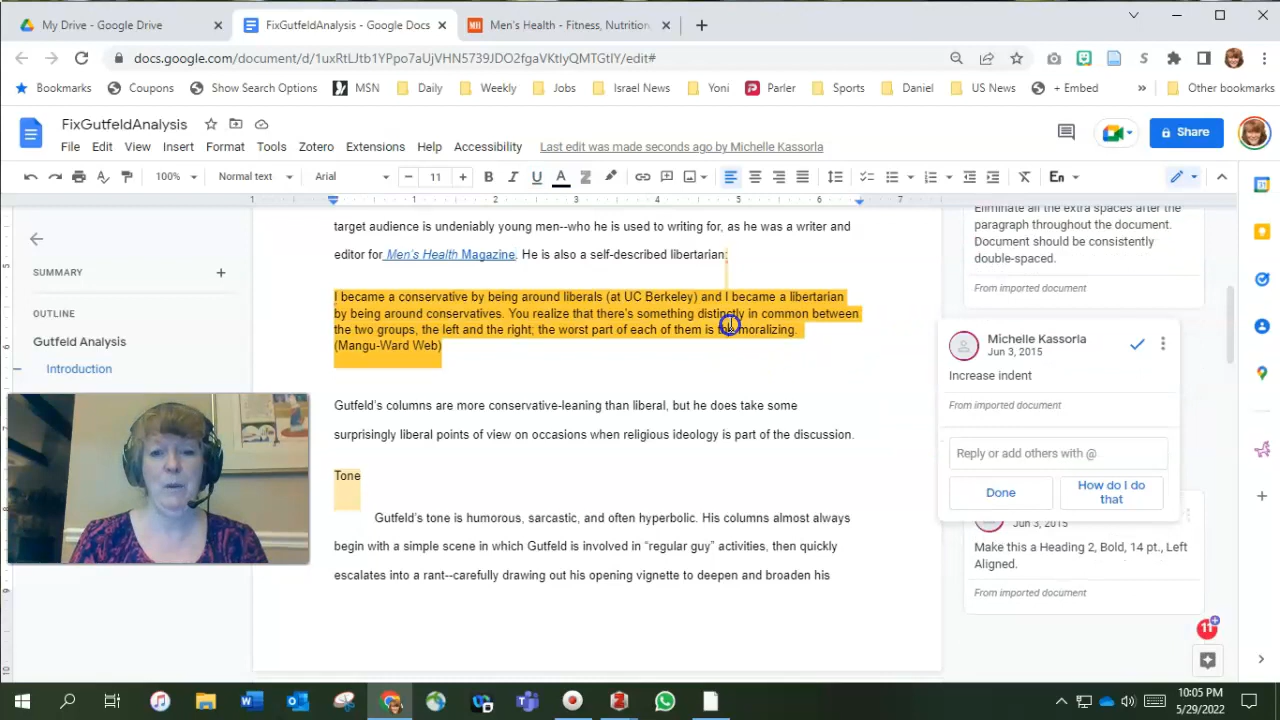 My Drive - Google Drive
FixGutfeldAnalysis - Google Docs
MH
Men's Health - Fitness, Nutrition
docs.google.com/document/d/1uxRtIJtb1YPpo7aUjVHN5739JDO2fgaVKtIyQMTGtIY/edit#
Bookmarks Coupons Show Search Options MSN Daily Weekly Jobs Israel News Yoni Parler Sports Daniel US News + Embed Other bookmarks
FixGutfeldAnalysis
File Edit View Insert Format Tools Zotero Extensions Help Accessibility Last edit was made seconds ago by Michelle Kassorla
Share
100% Normal text Arial 11 B I U A En
1 1 2 3 4 5 6 7
target audience is undeniably young men--who he is used to writing for, as he was a writer and
editor for Men's Health Magazine. He is also a self-described libertarian:
I became a conservative by being around liberals (at UC Berkeley) and I became a libertarian
by being around conservatives. You realize that there's something distinctly in common between
the two groups, the left and the right; the worst part of each of them is the moralizing.
(Mangu-Ward Web)
Gutfeld's columns are more conservative-leaning than liberal, but he does take some
surprisingly liberal points of view on occasions when religious ideology is part of the discussion.
Tone
Gutfeld's tone is humorous, sarcastic, and often hyperbolic. His columns almost always
begin with a simple scene in which Gutfeld is involved in “regular guy” activities, then quickly
escalates into a rant--carefully drawing out his opening vignette to deepen and broaden his
SUMMARY
OUTLINE
Gutfeld Analysis
Introduction
Eliminate all the extra spaces after the
paragraph throughout the document.
Document should be consistently
double-spaced.
From imported document
Michelle Kassorla
Jun 3, 2015
Increase indent
From imported document
Reply or add others with @
Done
How do I do
that
Jun 3, 2015
Make this a Heading 2, Bold, 14 pt., Left
Aligned.
From imported document
11
10:05 PM
5/29/2022